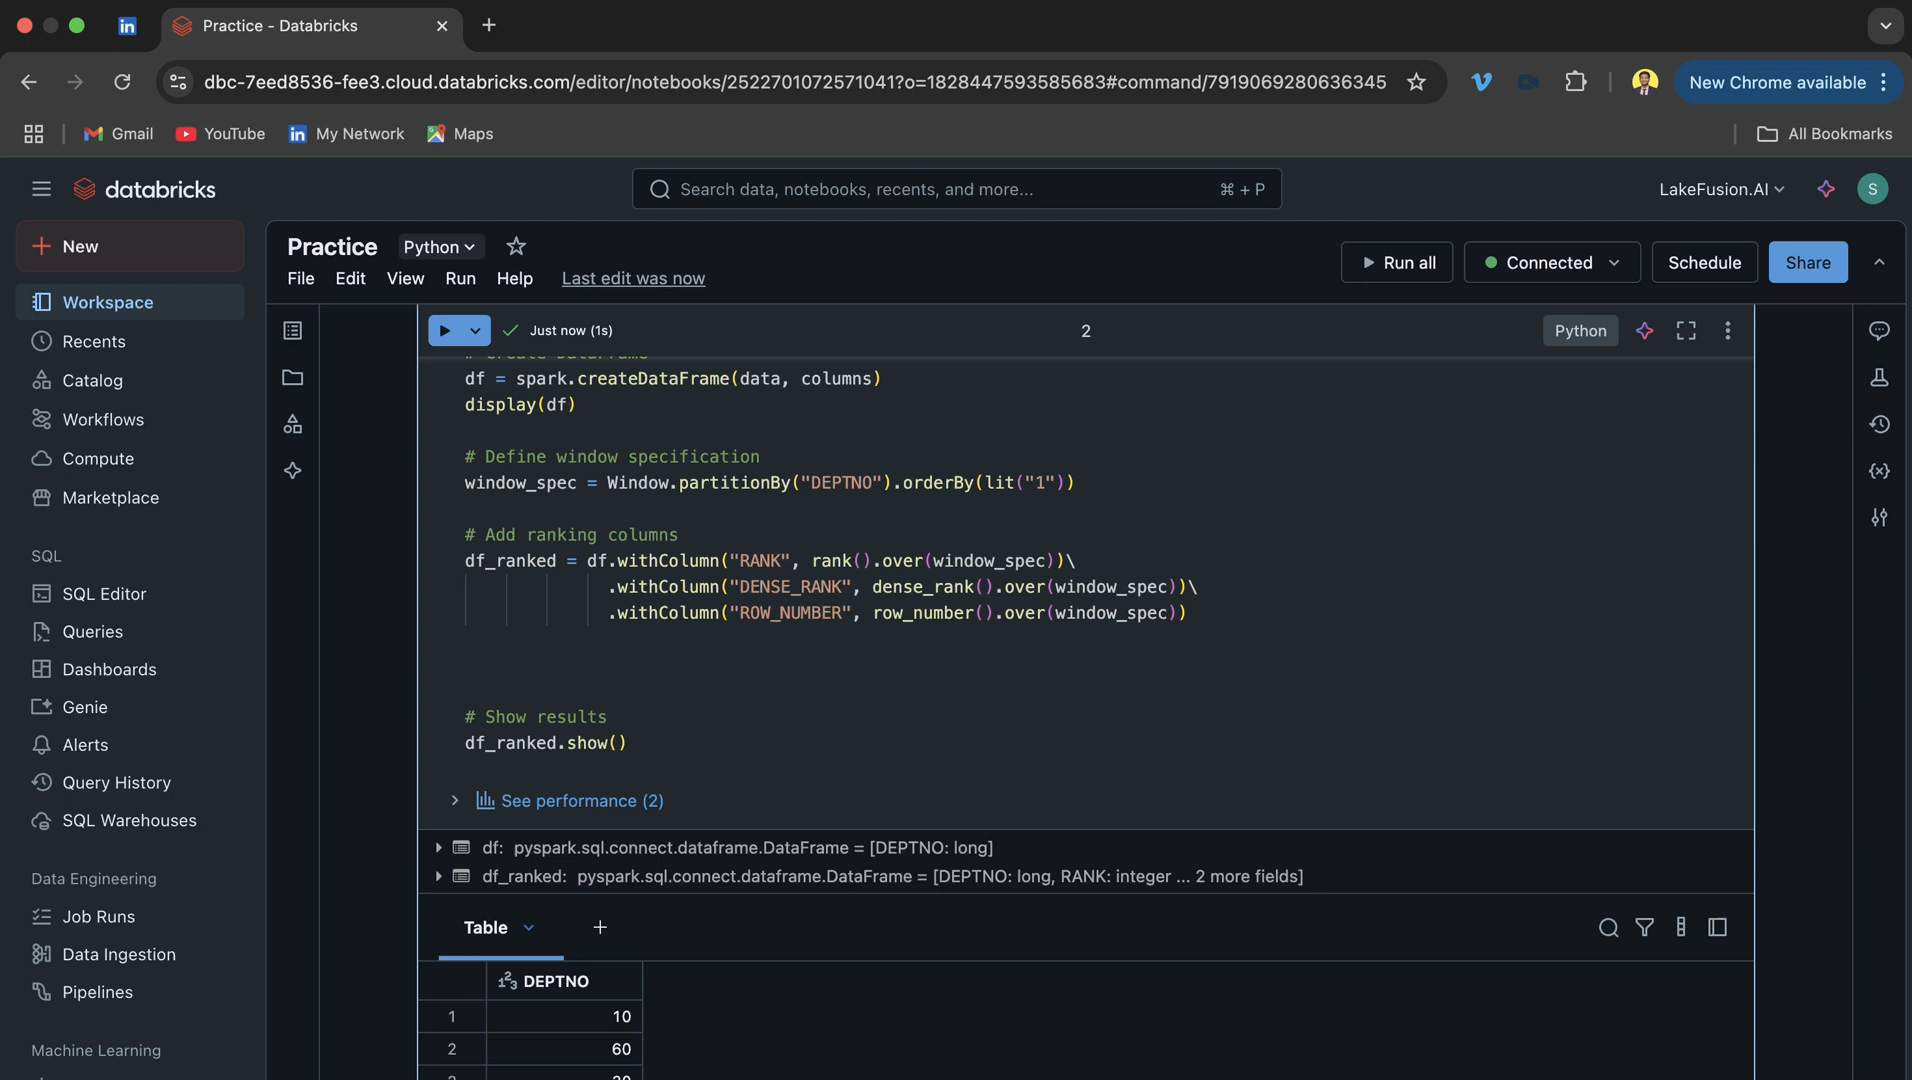 Practice - Databricks
dbc-7eed8536-fee3.cloud.databricks.com/editor/notebooks/2522701072571041?o=1828447593585683#command/7919069280636345
New Chrome available
Gmail
YouTube
My Network
Maps
All Bookmarks
databricks
Search data, notebooks, recents, and more...
⌘ + P
LakeFusion.AI
S
New
Workspace
Recents
Catalog
Workflows
Compute
Marketplace
SQL
SQL Editor
Queries
Dashboards
Genie
Alerts
Query History
SQL Warehouses
Data Engineering
Job Runs
Data Ingestion
Pipelines
Machine Learning
Practice
Python
File Edit View Run Help Last edit was now
Run all
Connected
Schedule
Share
Just now (1s)
2
Python
# Create DataFrame
df = spark.createDataFrame(data, columns)
display(df)
# Define window specification
window_spec = Window.partitionBy("DEPTNO").orderBy(lit("1"))
# Add ranking columns
df_ranked = df.withColumn("RANK", rank().over(window_spec))\
.withColumn("DENSE_RANK", dense_rank().over(window_spec))\
.withColumn("ROW_NUMBER", row_number().over(window_spec))
# Show results
df_ranked.show()
See performance (2)
df: pyspark.sql.connect.dataframe.DataFrame = [DEPTNO: long]
df_ranked: pyspark.sql.connect.dataframe.DataFrame = [DEPTNO: long, RANK: integer ... 2 more fields]
Table
DEPTNO
1 10
2 60